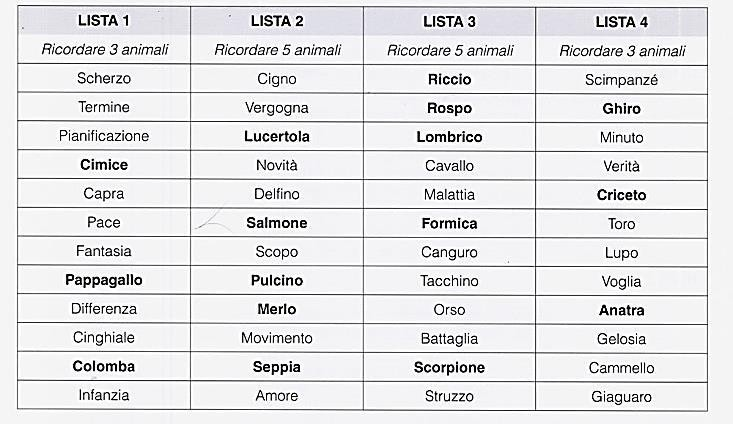 LISTA 1 LISTA 2 LISTA 3 LISTA 4
Ricordare 3 animali Ricordare 5 animali Ricordare 5 animali Ricordare 3 animali
Scherzo Cigno Riccio Scimpanzé
Termine Vergogna Rospo Ghiro
Pianificazione Lucertola Lombrico Minuto
Cimice Novità Cavallo Verità
Capra Delfino Malattia Criceto
Pace Salmone Formica Toro
Fantasia Scopo Canguro Lupo
Pappagallo Pulcino Tacchino Voglia
Differenza Merlo Orso Anatra
Cinghiale Movimento Battaglia Gelosia
Colomba Seppia Scorpione Cammello
Infanzia Amore Struzzo Giaguaro